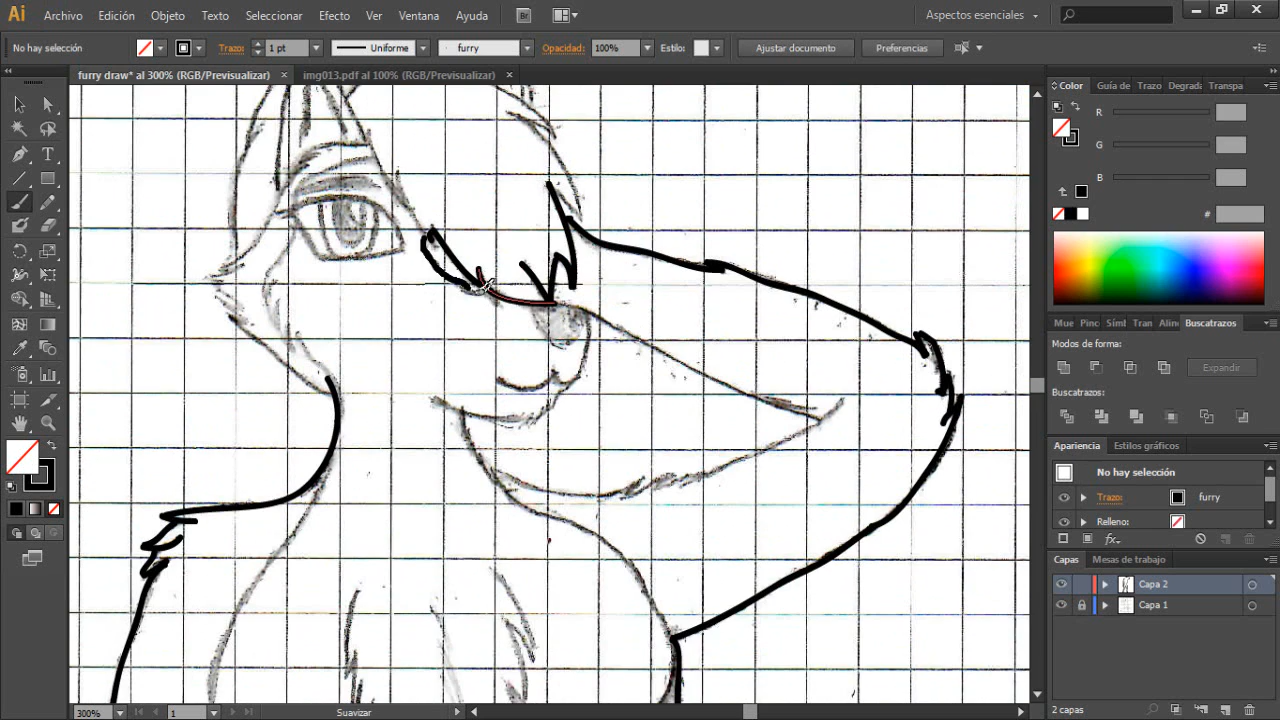 Ai Archivo Edición Objeto Texto Seleccionar Efecto Ver Ventana Ayuda Br Aspectos esenciales
No hay selección Trazo: 1 pt Uniforme furry Opacidad: 100% Estilo: Ajustar documento Preferencias
furry draw* al 300% (RGB/Previsualizar) img013.pdf al 100% (RGB/Previsualizar)
Color Guía de Trazo Degrada Transpa
R
G
B
#
Mue Pinc Símb Tran Aline Buscatrazos
Modos de forma:
Expandir
Buscatrazos:
Apariencia Estilos gráficos
No hay selección
Trazo: furry
Relleno:
fx
Capas Mesas de trabajo
Capa 2
Capa 1
300% 1 Suavizar 2 capas